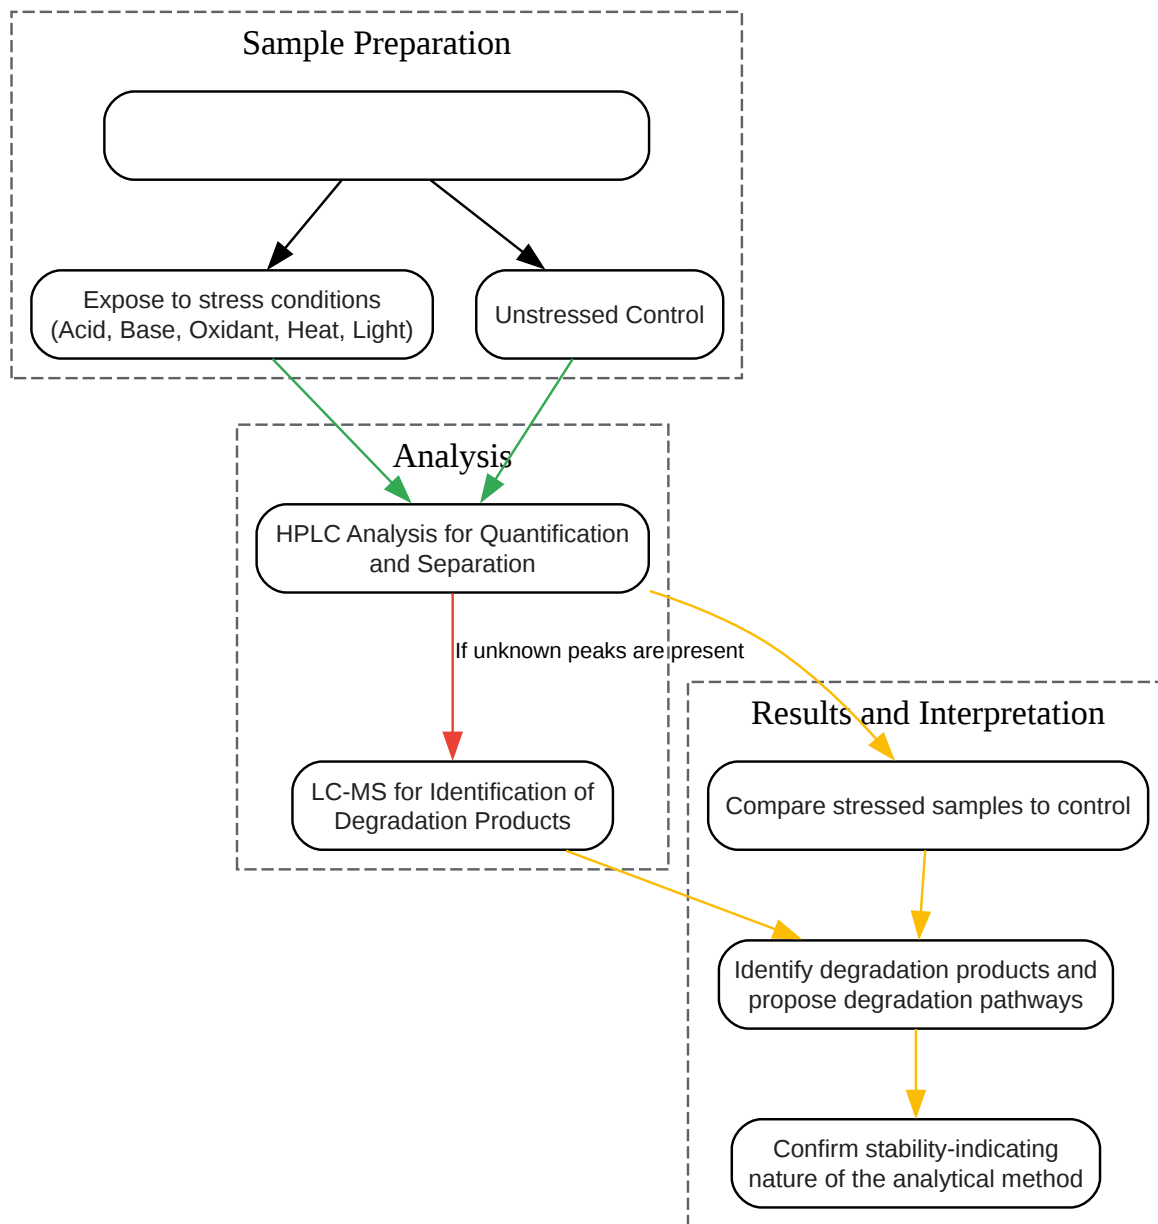 Sample Preparation
Expose to stress conditions
(Acid, Base, Oxidant, Heat, Light)
Unstressed Control
Analysis
HPLC Analysis for Quantification
and Separation
If unknown peaks are present
LC-MS for Identification of
Degradation Products
Results and Interpretation
Compare stressed samples to control
Identify degradation products and
propose degradation pathways
Confirm stability-indicating
nature of the analytical method